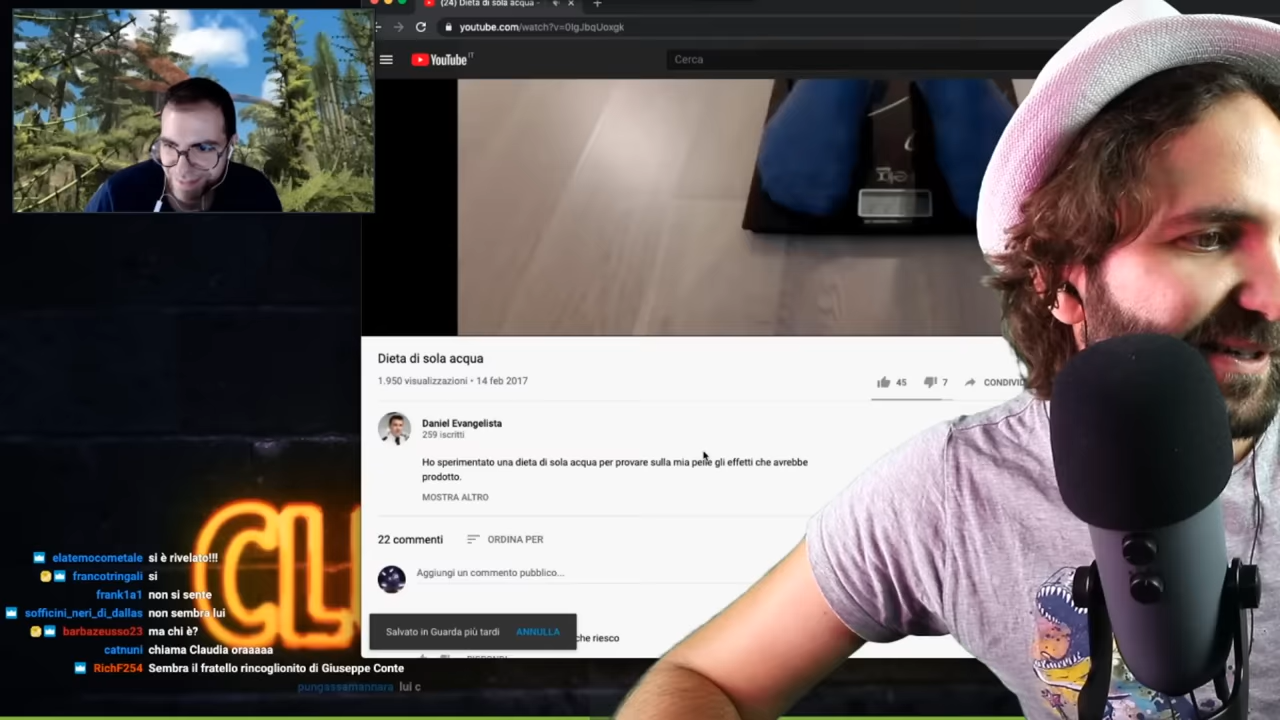 (24) Dieta di sola acqua -
youtube.com/watch?v=0IgJbqUoxgk
YouTube IT
Cerca
Dieta di sola acqua
1.950 visualizzazioni • 14 feb 2017
45
7
CONDIVID
Daniel Evangelista
259 iscritti
Ho sperimentato una dieta di sola acqua per provare sulla mia pelle gli effetti che avrebbe
prodotto.
MOSTRA ALTRO
22 commenti
ORDINA PER
Aggiungi un commento pubblico...
Salvato in Guarda più tardi ANNULLA
che riesco
CLU
elatemocometale si è rivelato!!!
francotringali si
frank1a1 non si sente
sofficini_neri_di_dallas non sembra lui
barbazeusso23 ma chi è?
catnuni chiama Claudia oraaaaa
RichF254 Sembra il fratello rincoglionito di Giuseppe Conte
pungsssamannara lui c